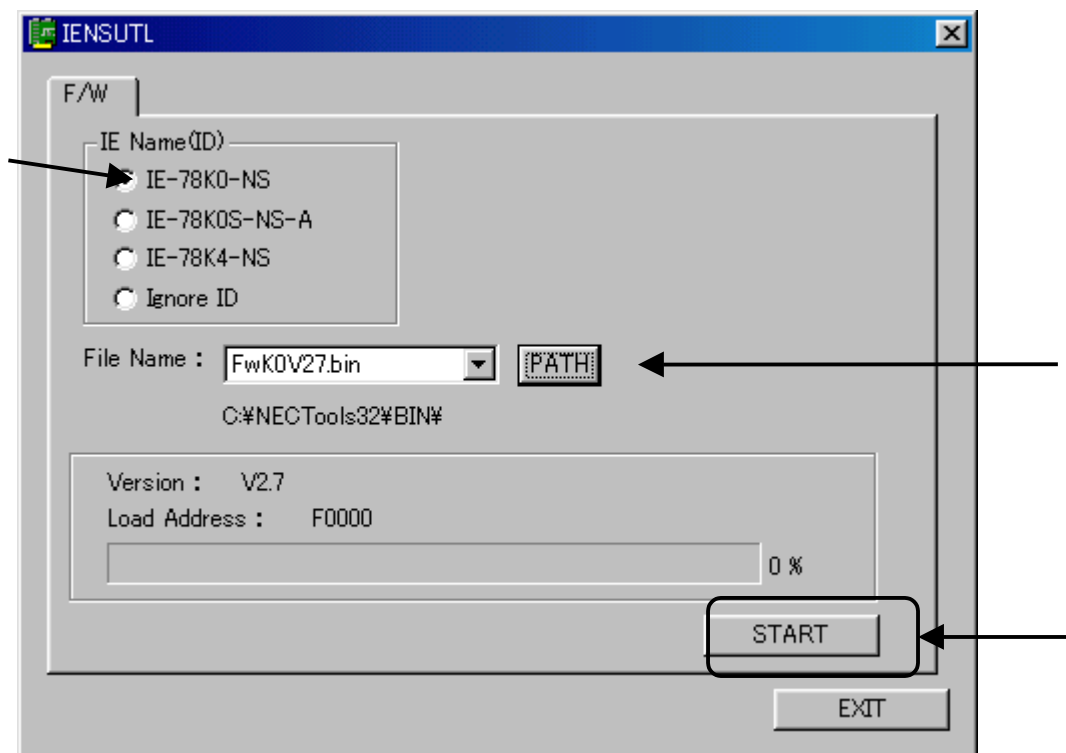 IENSUTL
F/W
IE Name(ID)
IE-78K0-NS
IE-78K0S-NS-A
IE-78K4-NS
Ignore ID
File Name : FwK0V27.bin PATH
C:¥NECTools32¥BIN¥
Version : V2.7
Load Address : F0000
0 %
START
EXIT